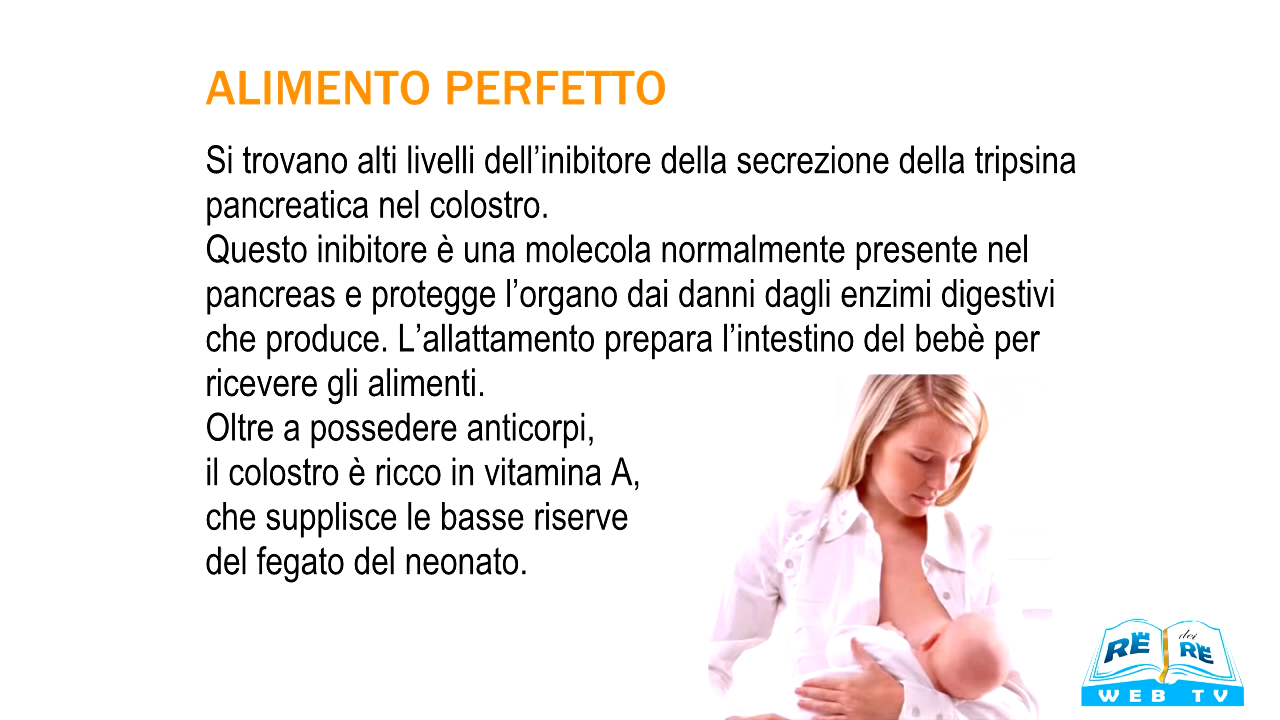 ALIMENTO PERFETTO
Si trovano alti livelli dell’inibitore della secrezione della tripsina
pancreatica nel colostro.
Questo inibitore è una molecola normalmente presente nel
pancreas e protegge l’organo dai danni dagli enzimi digestivi
che produce. L’allattamento prepara l’intestino del bebè per
ricevere gli alimenti.
Oltre a possedere anticorpi,
il colostro è ricco in vitamina A,
che supplisce le basse riserve
del fegato del neonato.
RE dei RE
WEB TV